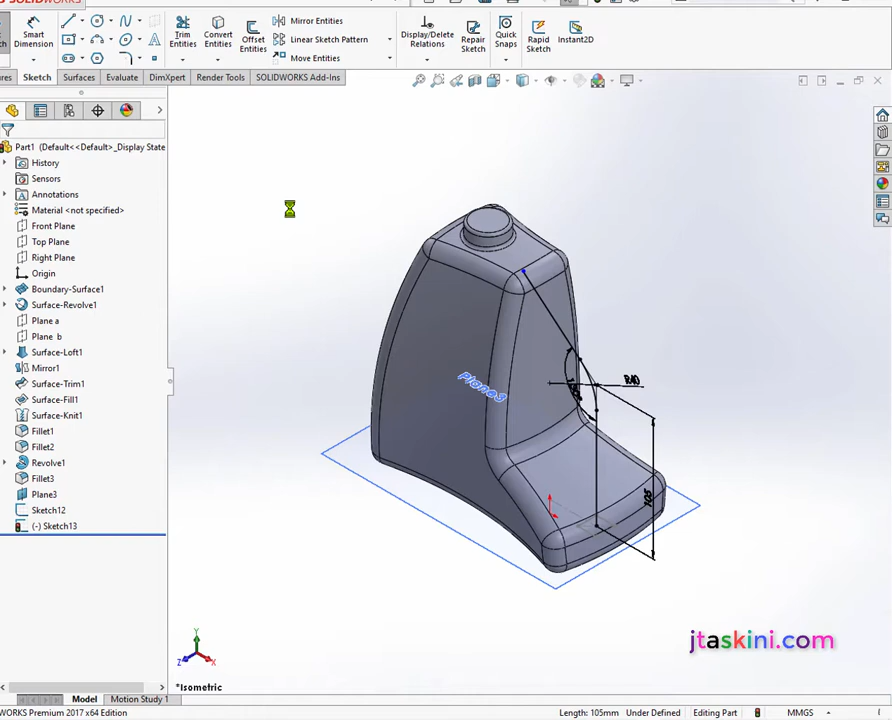 SOLIDWORKS
Smart Dimension
Trim Entities
Convert Entities
Offset Entities
Mirror Entities
Linear Sketch Pattern
Move Entities
Display/Delete Relations
Repair Sketch
Quick Snaps
Rapid Sketch
Instant2D
Sketch
Surfaces
Evaluate
DimXpert
Render Tools
SOLIDWORKS Add-Ins
Part1 (Default<<Default>_Display State
History
Sensors
Annotations
Material <not specified>
Front Plane
Top Plane
Right Plane
Origin
Boundary-Surface1
Surface-Revolve1
Plane a
Plane b
Surface-Loft1
Mirror1
Surface-Trim1
Surface-Fill1
Surface-Knit1
Fillet1
Fillet2
Revolve1
Fillet3
Plane3
Sketch12
(-) Sketch13
Plane3
R40
105
Y
Z
X
*Isometric
jtaskini.com
Model
Motion Study 1
WORKS Premium 2017 x64 Edition
Length: 105mm
Under Defined
Editing Part
MMGS